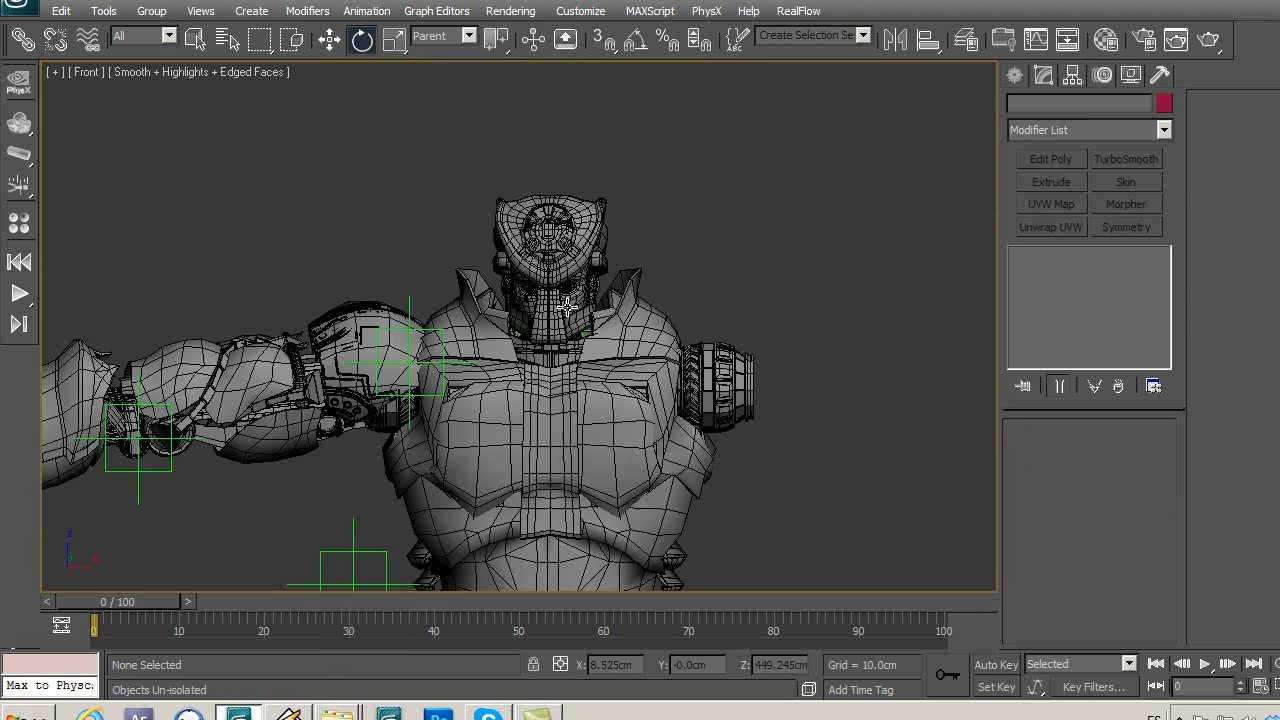 Edit Tools Group Views Create Modifiers Animation Graph Editors Rendering Customize MAXScript PhysX Help RealFlow
All Parent 3 Create Selection Se
[ + ] [ Front ] [ Smooth + Highlights + Edged Faces ]
PhysX
Modifier List
Edit Poly TurboSmooth
Extrude Skin
UVW Map Morpher
Unwrap UVW Symmetry
z
x
< 0 / 100 >
0 10 20 30 40 50 60 70 80 90 100
None Selected X: 8.525cm Y: -0.0cm Z: 449.245cm Grid = 10.0cm Auto Key Selected
Max to Physc: Objects Un-isolated Add Time Tag Set Key Key Filters... 0